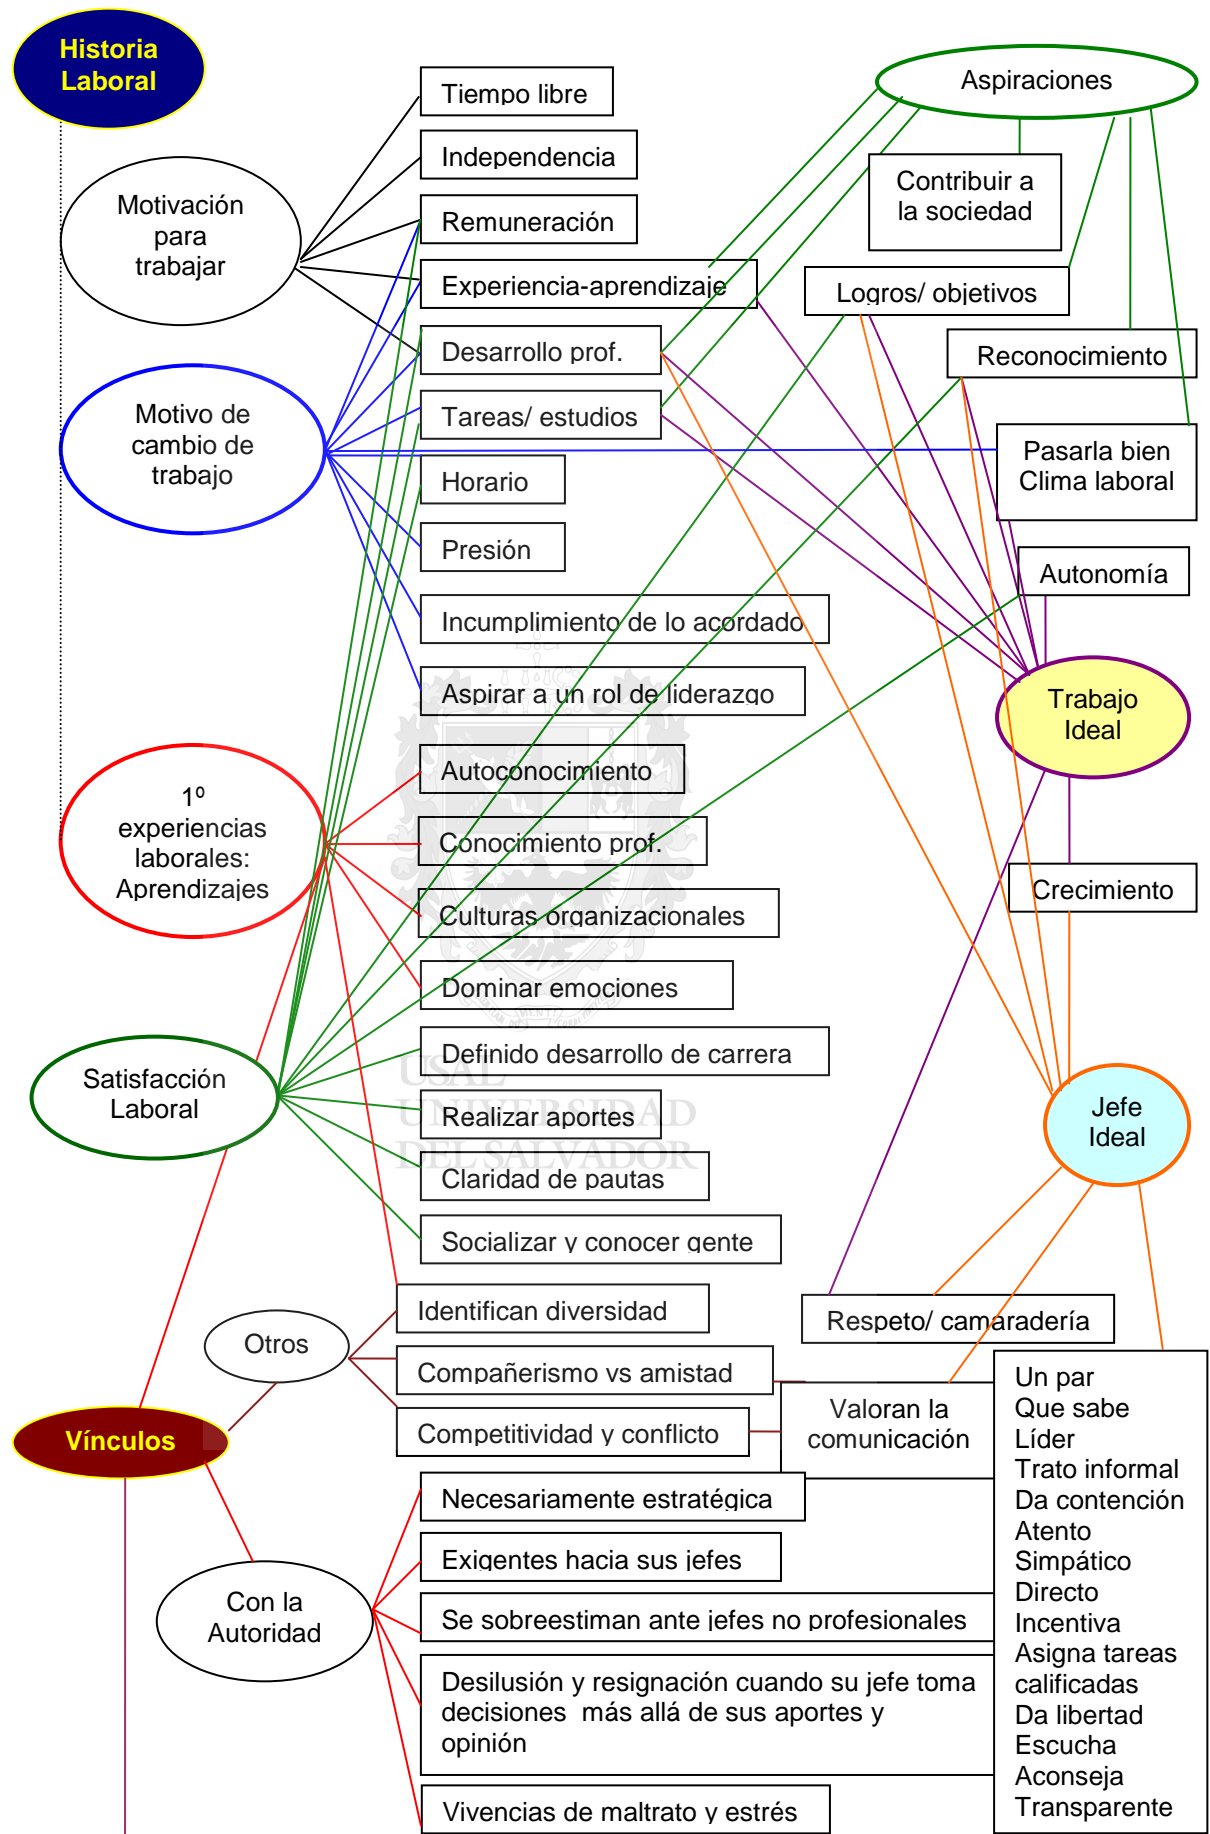 Historia
Laboral
Aspiraciones
Tiempo libre
Independencia
Contribuir a
la sociedad
Motivación
para
trabajar
Remuneración
Experiencia-aprendizaje
Logros/ objetivos
Desarrollo prof.
Reconocimiento
Motivo de
cambio de
trabajo
Tareas/ estudios
Pasarla bien
Clima laboral
Horario
Presión
Autonomía
Incumplimiento de lo acordado
Aspirar a un rol de liderazgo
Trabajo
Ideal
1º
experiencias
laborales:
Aprendizajes
Autoconocimiento
Conocimiento prof.
Crecimiento
Culturas organizacionales
Dominar emociones
Definido desarrollo de carrera
Satisfacción
Laboral
USAL
UNIVERSIDAD
DEL SALVADOR
Realizar aportes
Jefe
Ideal
Claridad de pautas
Socializar y conocer gente
Identifican diversidad
Respeto/ camaradería
Otros
Compañerismo vs amistad
Competitividad y conflicto
Valoran la
comunicación
Vínculos
Un par
Que sabe
Líder
Trato informal
Da contención
Atento
Simpático
Directo
Incentiva
Asigna tareas
calificadas
Da libertad
Escucha
Aconseja
Transparente
Necesariamente estratégica
Exigentes hacia sus jefes
Con la
Autoridad
Se sobreestiman ante jefes no profesionales
Desilusión y resignación cuando su jefe toma
decisiones  más allá de sus aportes y
opinión
Vivencias de maltrato y estrés